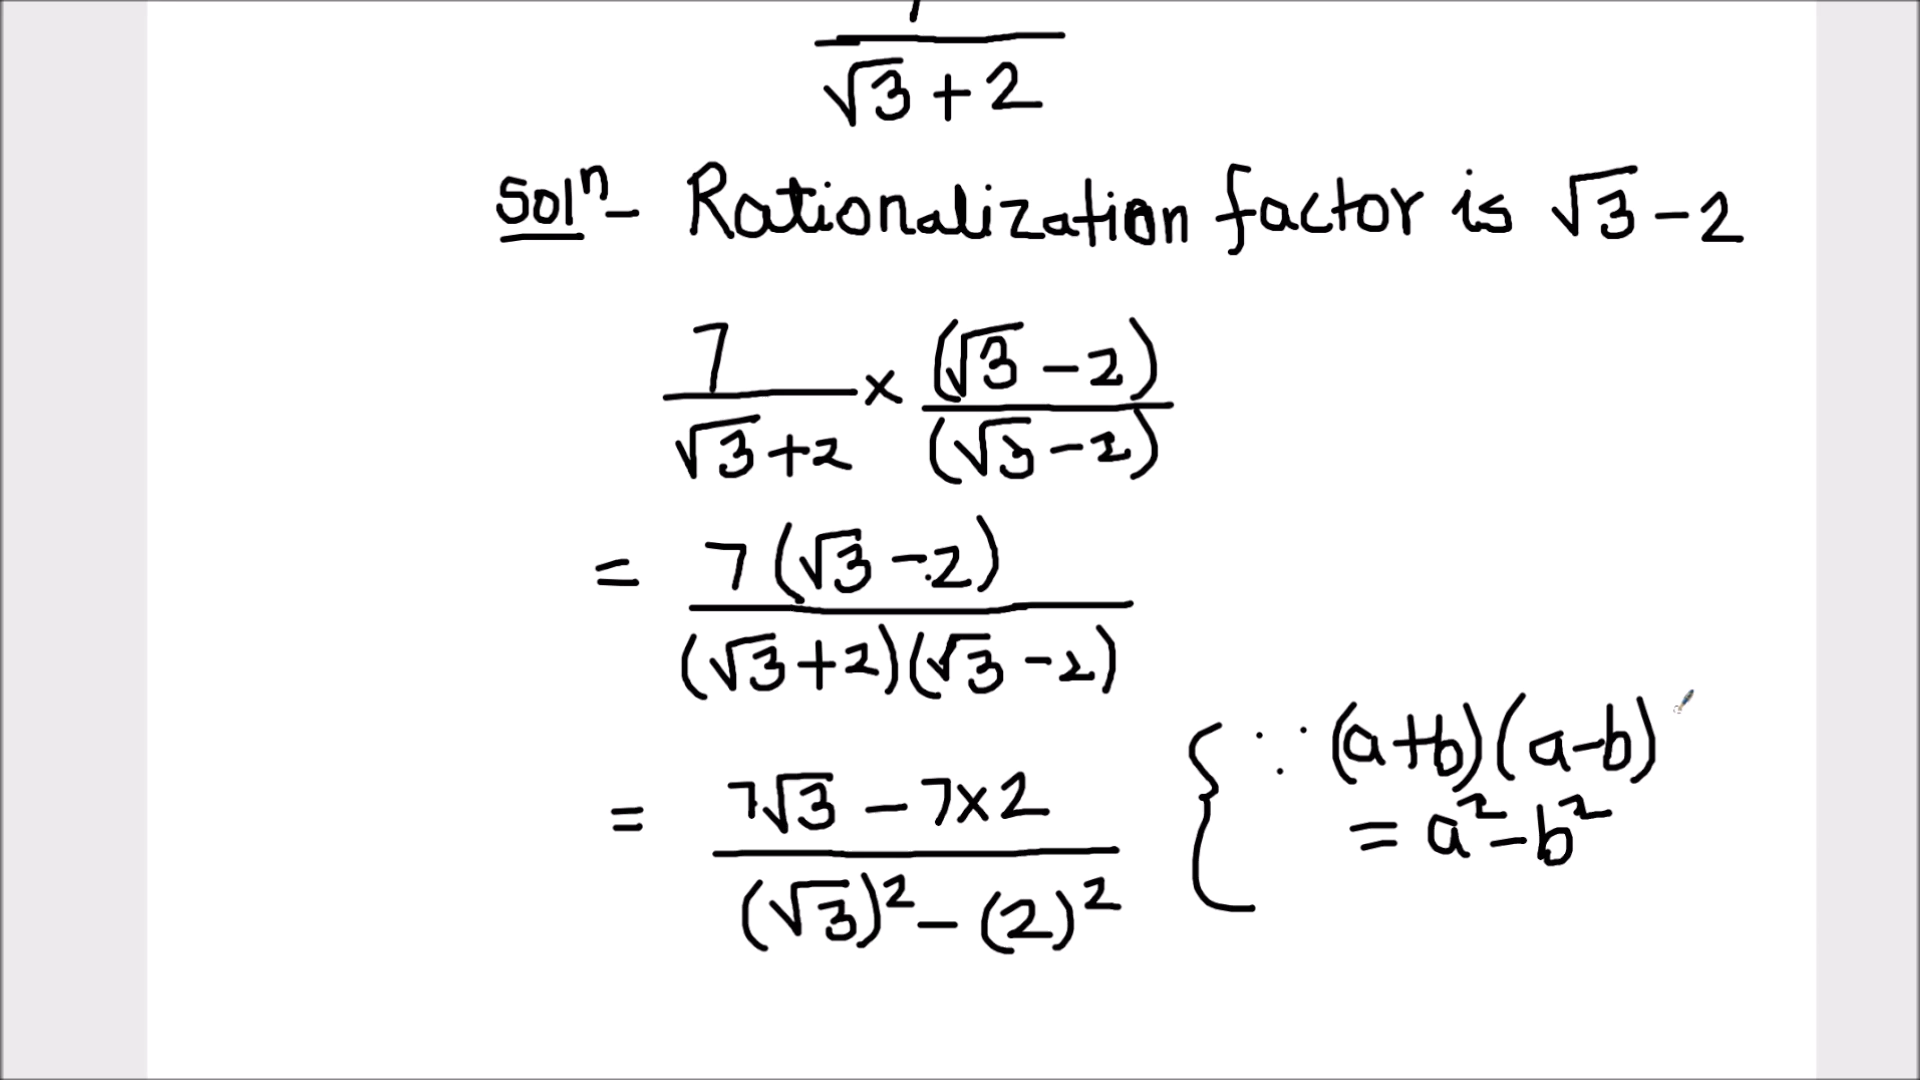 √3 + 2
Solⁿ- Rationalization factor is √3 - 2
7/(√3+2) × (√3 - 2)/(√3 - 2)
= 7(√3 - 2)/(√3+2)(√3 - 2)
= (7√3 - 7×2)/((√3)² - (2)²)
{ ∵ (a+b)(a-b)
= a² - b²